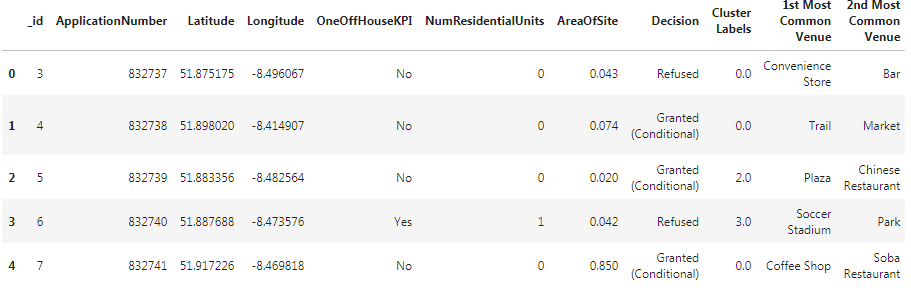 _id ApplicationNumber Latitude Longitude OneOffHouseKPI NumResidentialUnits AreaOfSite Decision Cluster Labels 1st Most Common Venue 2nd Most Common Venue
0 3 832737 51.875175 -8.496067 No 0 0.043 Refused 0.0 Convenience Store Bar
1 4 832738 51.898020 -8.414907 No 0 0.074 Granted (Conditional) 0.0 Trail Market
2 5 832739 51.883356 -8.482564 No 0 0.020 Granted (Conditional) 2.0 Plaza Chinese Restaurant
3 6 832740 51.887688 -8.473576 Yes 1 0.042 Refused 3.0 Soccer Stadium Park
4 7 832741 51.917226 -8.469818 No 0 0.850 Granted (Conditional) 0.0 Coffee Shop Soba Restaurant